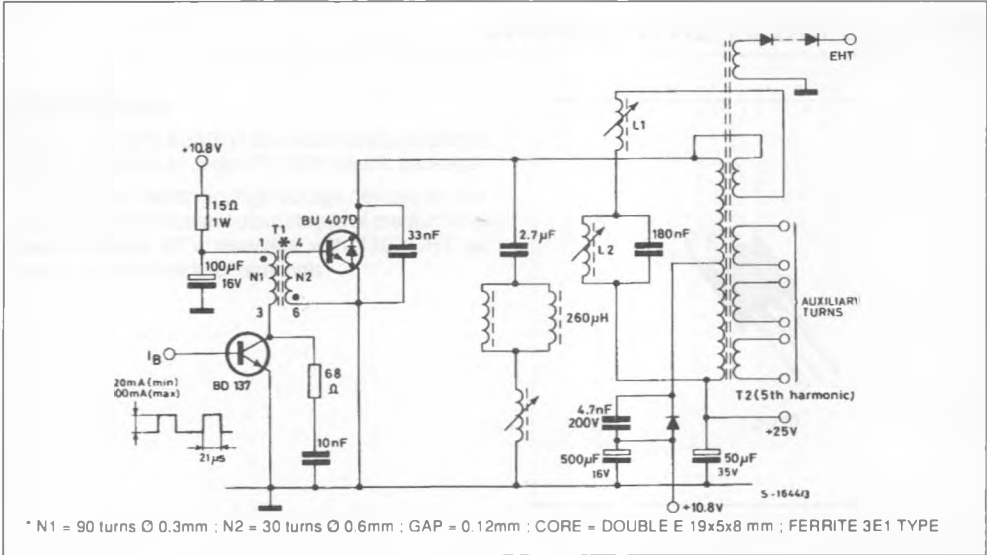 EHT
L1
+10.8V
15Ω
1W
T1
*
BU 407D
33nF
2.7µF
L2
180nF
1
4
100µF
16V
N1
N2
3
6
260µH
AUXILIARY
TURNS
IB
BD 137
20mA(min)
00mA(max)
68
Ω
10nF
21µs
T2(5th harmonic)
4.7nF
200V
+25V
500µF
16V
50µF
35V
S-1644/3
+10.8V
* N1 = 90 turns Ø 0.3mm ; N2 = 30 turns Ø 0.6mm ; GAP = 0.12mm ; CORE = DOUBLE E 19x5x8 mm ; FERRITE 3E1 TYPE